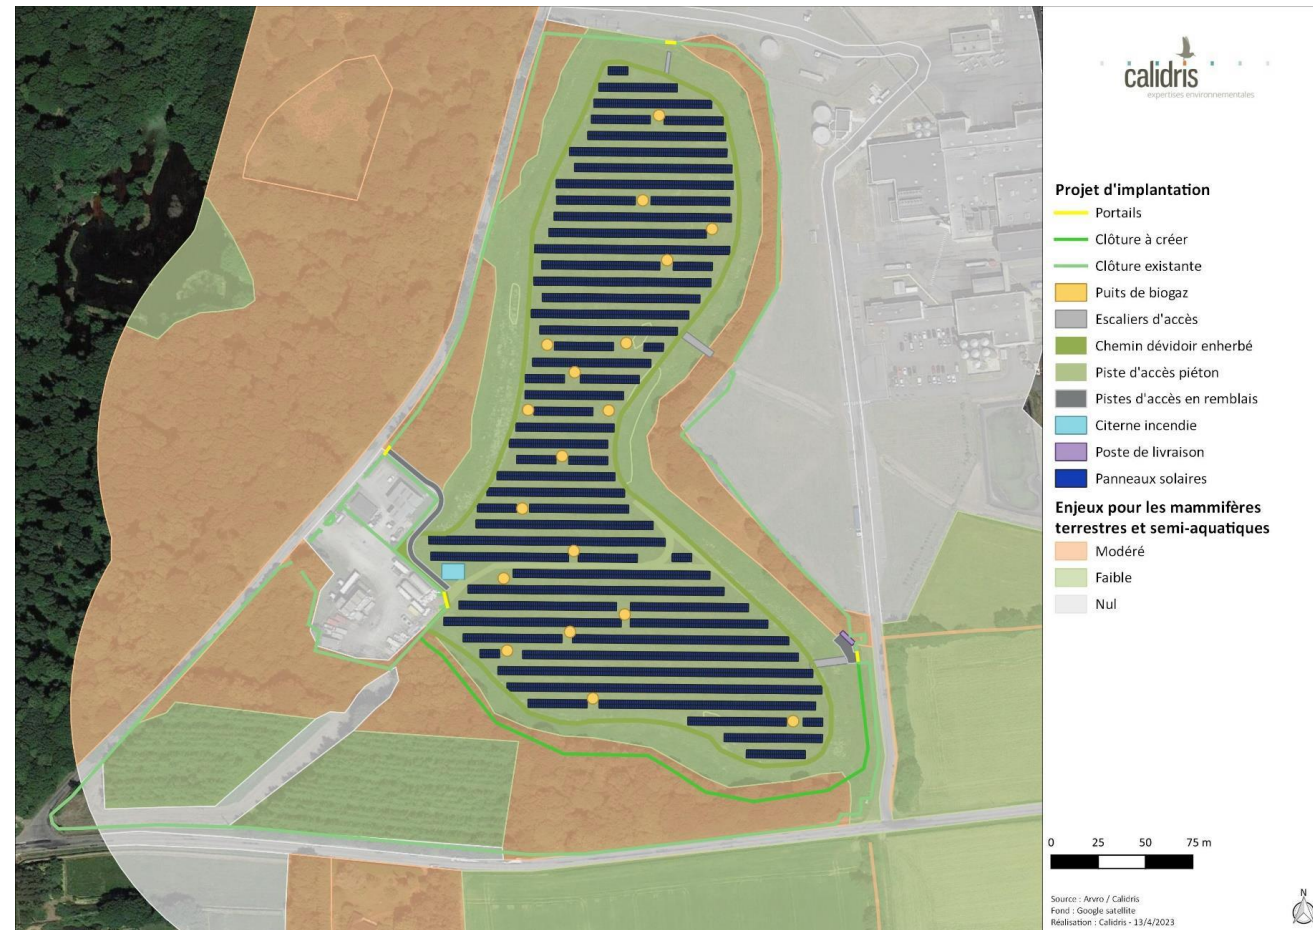 calidris
expertises environnementales
Projet d'implantation
Portails
Clôture à créer
Clôture existante
Puits de biogaz
Escaliers d'accès
Chemin dévidoir enherbé
Piste d'accès piéton
Pistes d'accès en remblais
Citerne incendie
Poste de livraison
Panneaux solaires
Enjeux pour les mammifères
terrestres et semi-aquatiques
Modéré
Faible
Nul
0 25 50 75 m
N
Source : Arvro / Calidris
Fond : Google satellite
Réalisation : Calidris - 13/4/2023